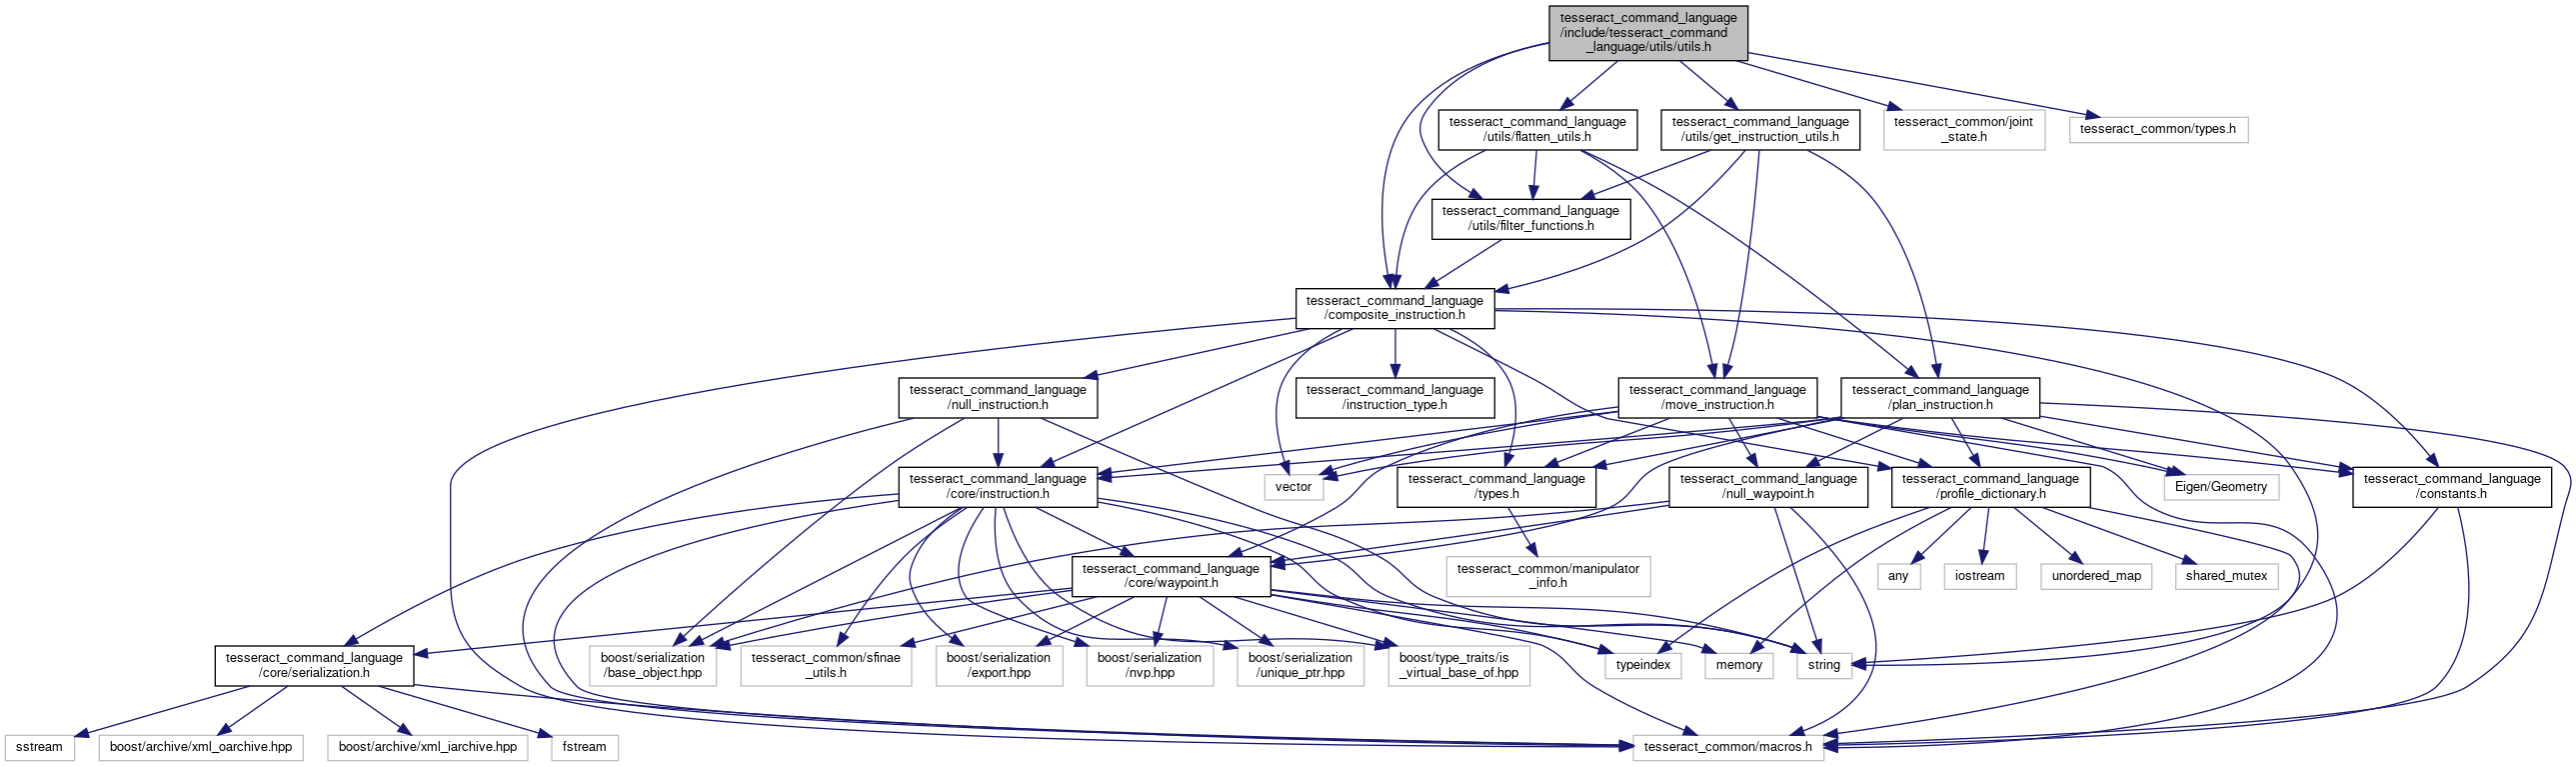 tesseract_command_language
/include/tesseract_command
_language/utils/utils.h
tesseract_command_language
/utils/flatten_utils.h
tesseract_command_language
/utils/get_instruction_utils.h
tesseract_common/joint
_state.h
tesseract_common/types.h
tesseract_command_language
/utils/filter_functions.h
tesseract_command_language
/composite_instruction.h
tesseract_command_language
/null_instruction.h
tesseract_command_language
/instruction_type.h
tesseract_command_language
/move_instruction.h
tesseract_command_language
/plan_instruction.h
tesseract_command_language
/core/instruction.h
vector
tesseract_command_language
/types.h
tesseract_command_language
/null_waypoint.h
tesseract_command_language
/profile_dictionary.h
Eigen/Geometry
tesseract_command_language
/constants.h
tesseract_command_language
/core/waypoint.h
tesseract_common/manipulator
_info.h
any
iostream
unordered_map
shared_mutex
tesseract_command_language
/core/serialization.h
boost/serialization
/base_object.hpp
tesseract_common/sfinae
_utils.h
boost/serialization
/export.hpp
boost/serialization
/nvp.hpp
boost/serialization
/unique_ptr.hpp
boost/type_traits/is
_virtual_base_of.hpp
typeindex
memory
string
sstream
boost/archive/xml_oarchive.hpp
boost/archive/xml_iarchive.hpp
fstream
tesseract_common/macros.h